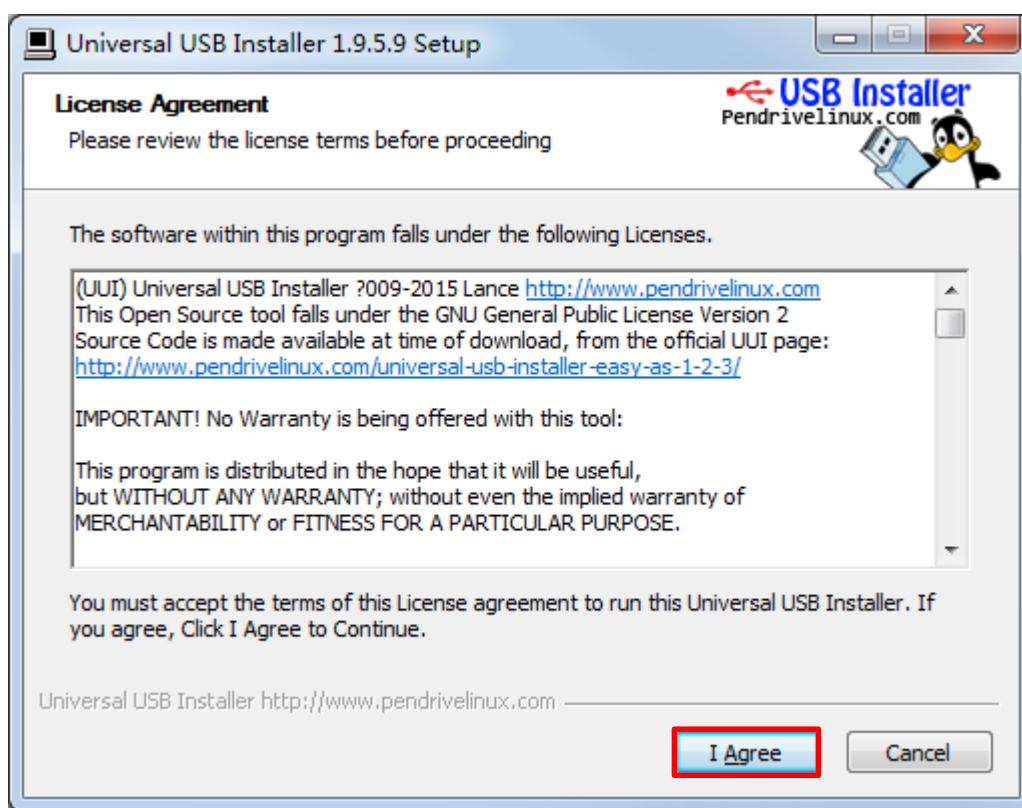 Universal USB Installer 1.9.5.9 Setup
License Agreement
Please review the license terms before proceeding
USB Installer
Pendrivelinux.com
The software within this program falls under the following Licenses.
(UUI) Universal USB Installer ?009-2015 Lance http://www.pendrivelinux.com
This Open Source tool falls under the GNU General Public License Version 2
Source Code is made available at time of download, from the official UUI page:
http://www.pendrivelinux.com/universal-usb-installer-easy-as-1-2-3/
IMPORTANT! No Warranty is being offered with this tool:
This program is distributed in the hope that it will be useful,
but WITHOUT ANY WARRANTY; without even the implied warranty of
MERCHANTABILITY or FITNESS FOR A PARTICULAR PURPOSE.
You must accept the terms of this License agreement to run this Universal USB Installer. If
you agree, Click I Agree to Continue.
Universal USB Installer http://www.pendrivelinux.com
I Agree
Cancel